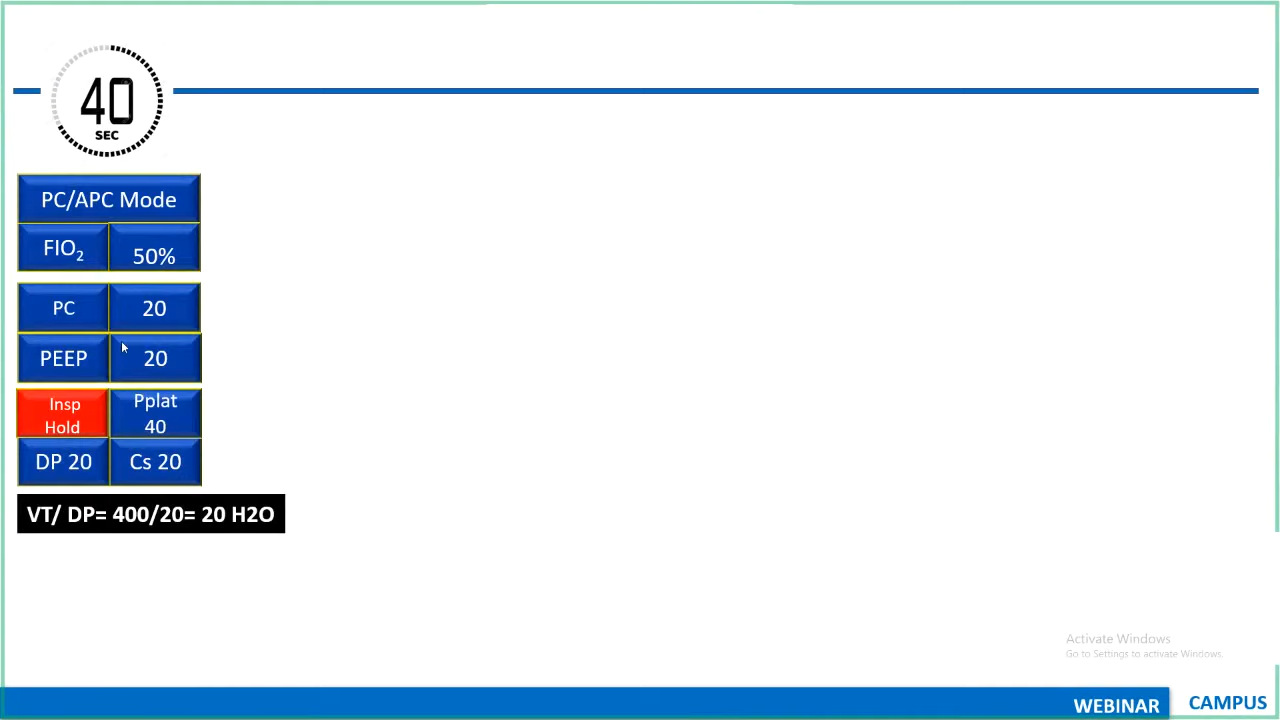 40
SEC
PC/APC Mode
FIO₂ 50%
PC 20
PEEP 20
Insp Hold
Pplat 40
DP 20 Cs 20
VT/ DP= 400/20= 20 H2O
Activate Windows
Go to Settings to activate Windows.
WEBINAR CAMPUS